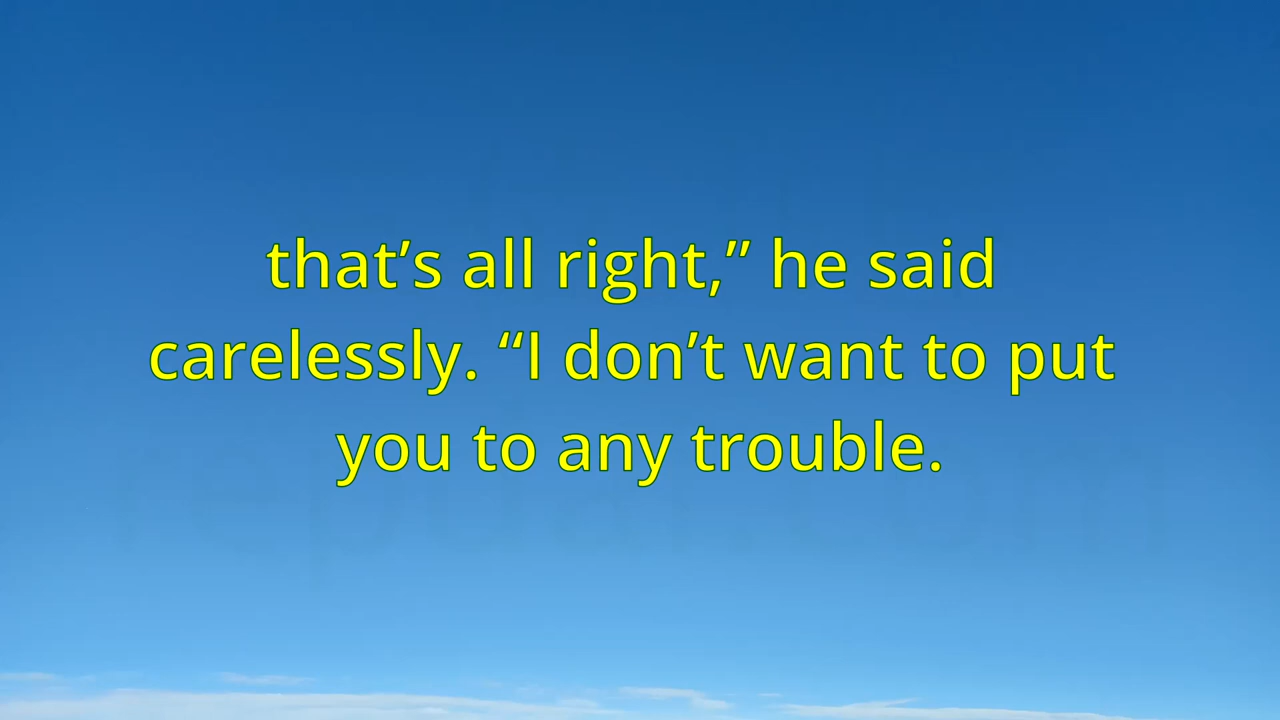 that’s all right,” he said
carelessly. “I don’t want to put
you to any trouble.